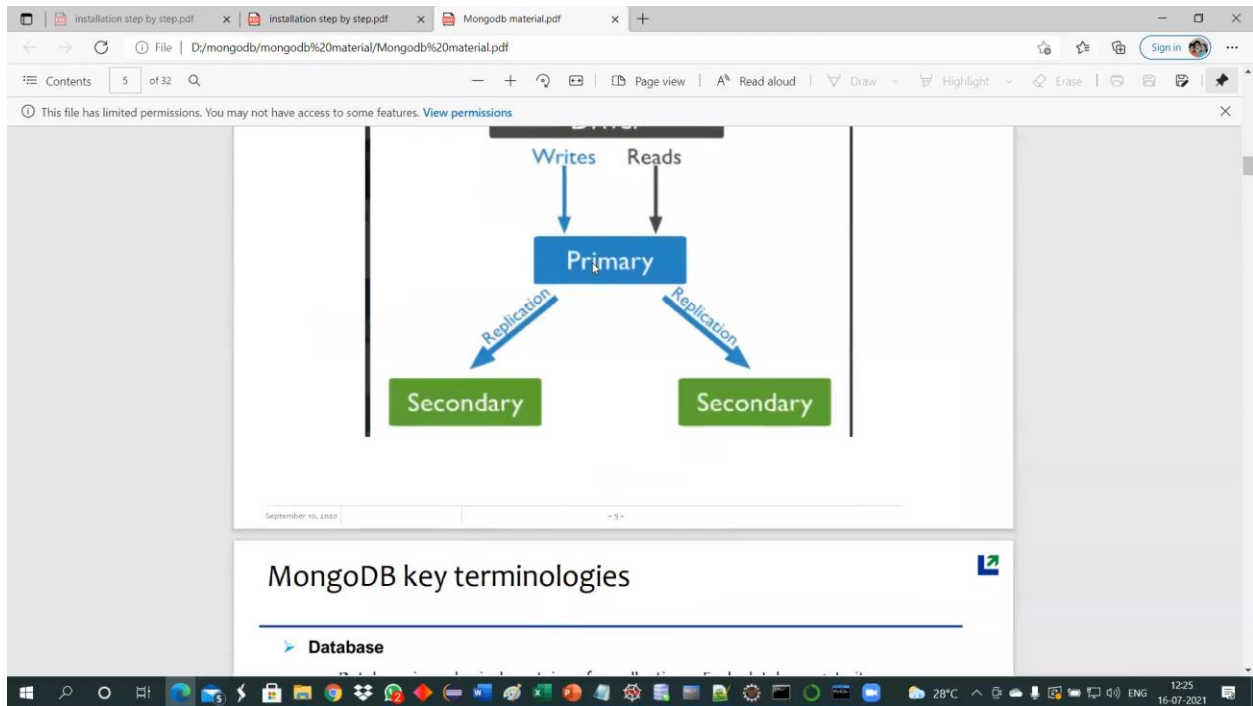 installation step by step.pdf
installation step by step.pdf
Mongodb material.pdf
File | D:/mongodb/mongodb%20material/Mongodb%20material.pdf
Sign in
Contents
5
of 32
Page view
Read aloud
Draw
Highlight
Erase
This file has limited permissions. You may not have access to some features. View permissions
Writes
Reads
Primary
Replication
Replication
Secondary
Secondary
September 10, 2020
MongoDB key terminologies
Database
28°C
ENG
12:25
16-07-2021